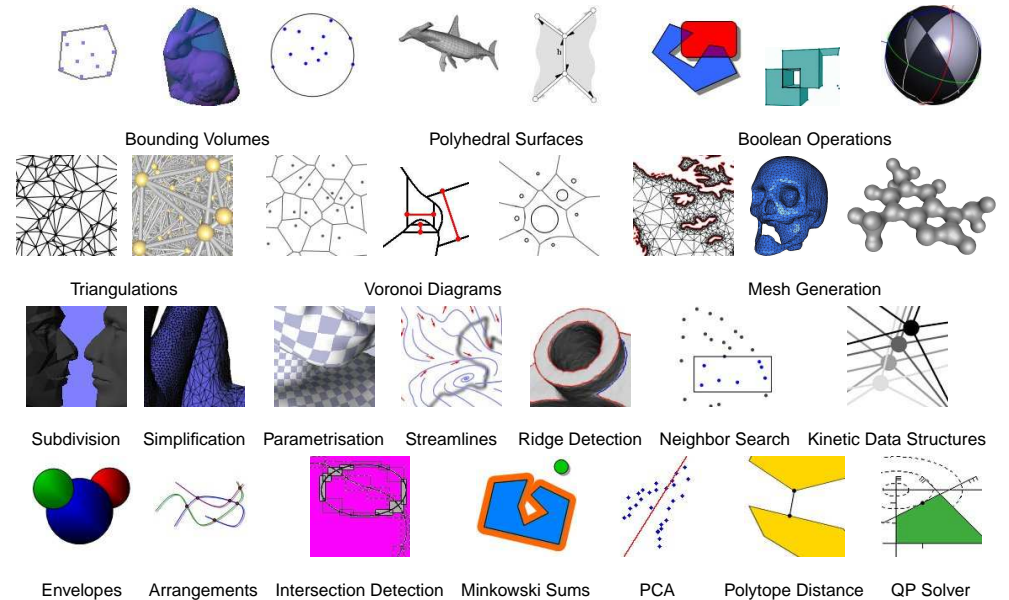 Bounding Volumes Polyhedral Surfaces Boolean Operations
Triangulations Voronoi Diagrams Mesh Generation
Subdivision Simplification Parametrisation Streamlines Ridge Detection Neighbor Search Kinetic Data Structures
Envelopes Arrangements Intersection Detection Minkowski Sums PCA Polytope Distance QP Solver